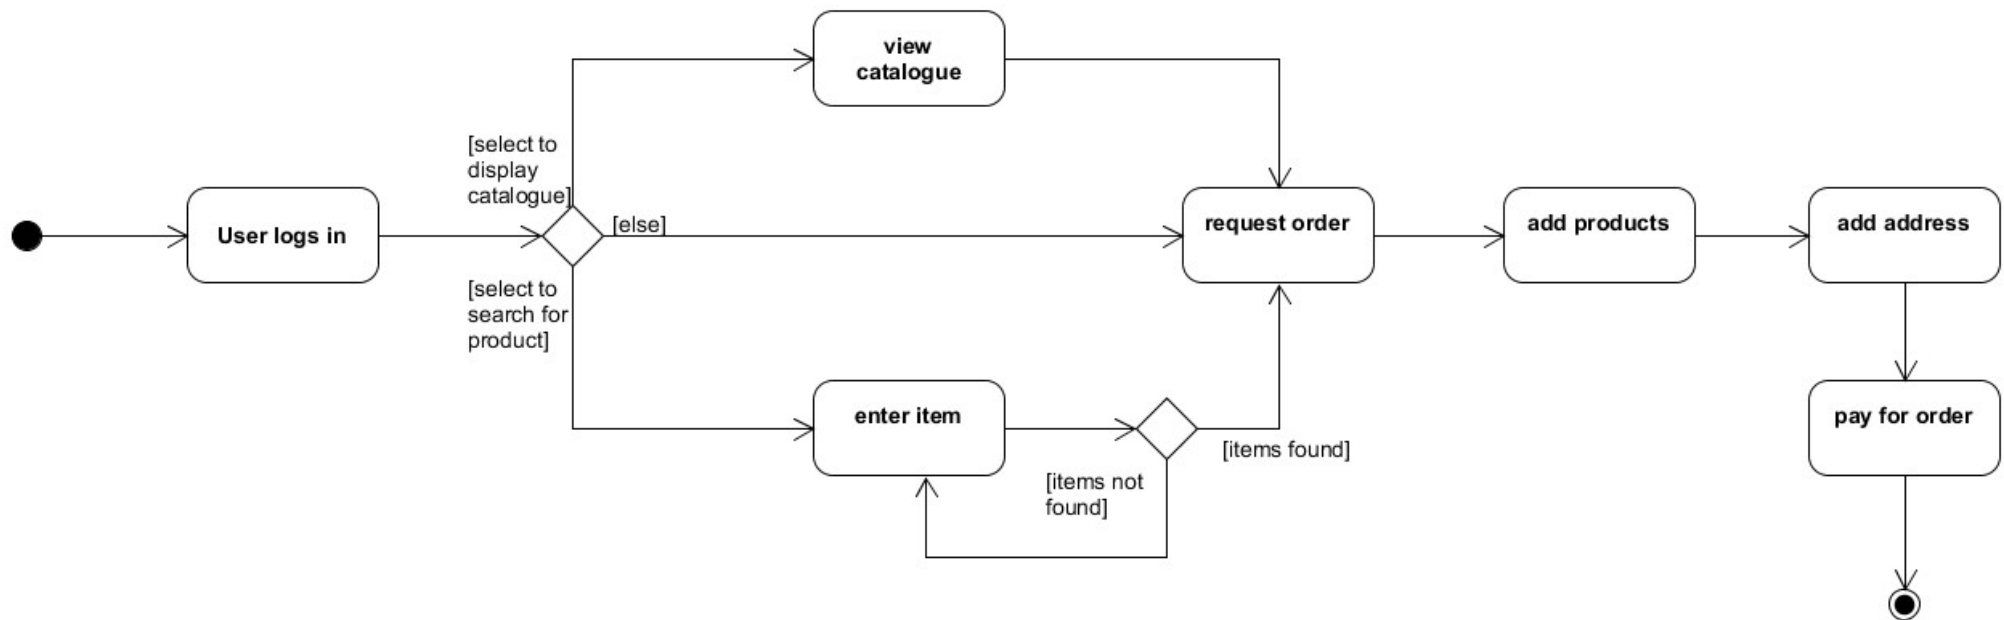 view
catalogue
[select to
display
catalogue]
User logs in
[else]
request order
add products
add address
[select to
search for
product]
enter item
pay for order
[items found]
[items not
found]